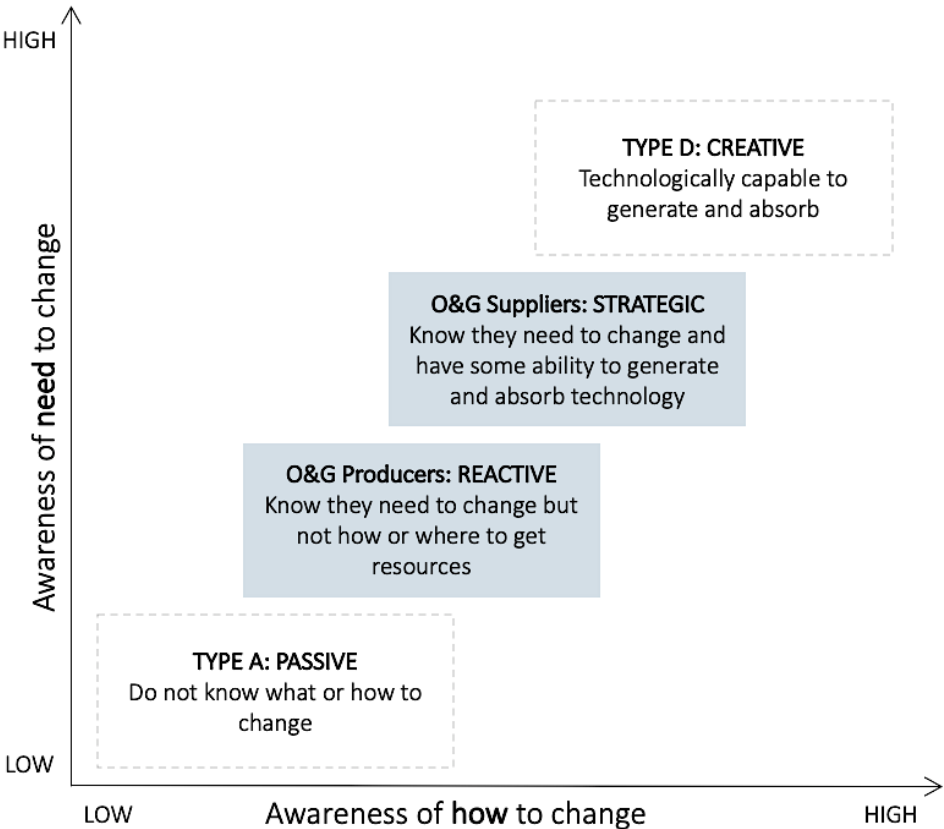 HIGH
TYPE D: CREATIVE
Technologically capable to
generate and absorb
O&G Suppliers: STRATEGIC
Know they need to change and
have some ability to generate
and absorb technology
Awareness of need to change
O&G Producers: REACTIVE
Know they need to change but
not how or where to get
resources
TYPE A: PASSIVE
Do not know what or how to
change
LOW
LOW
Awareness of how to change
HIGH